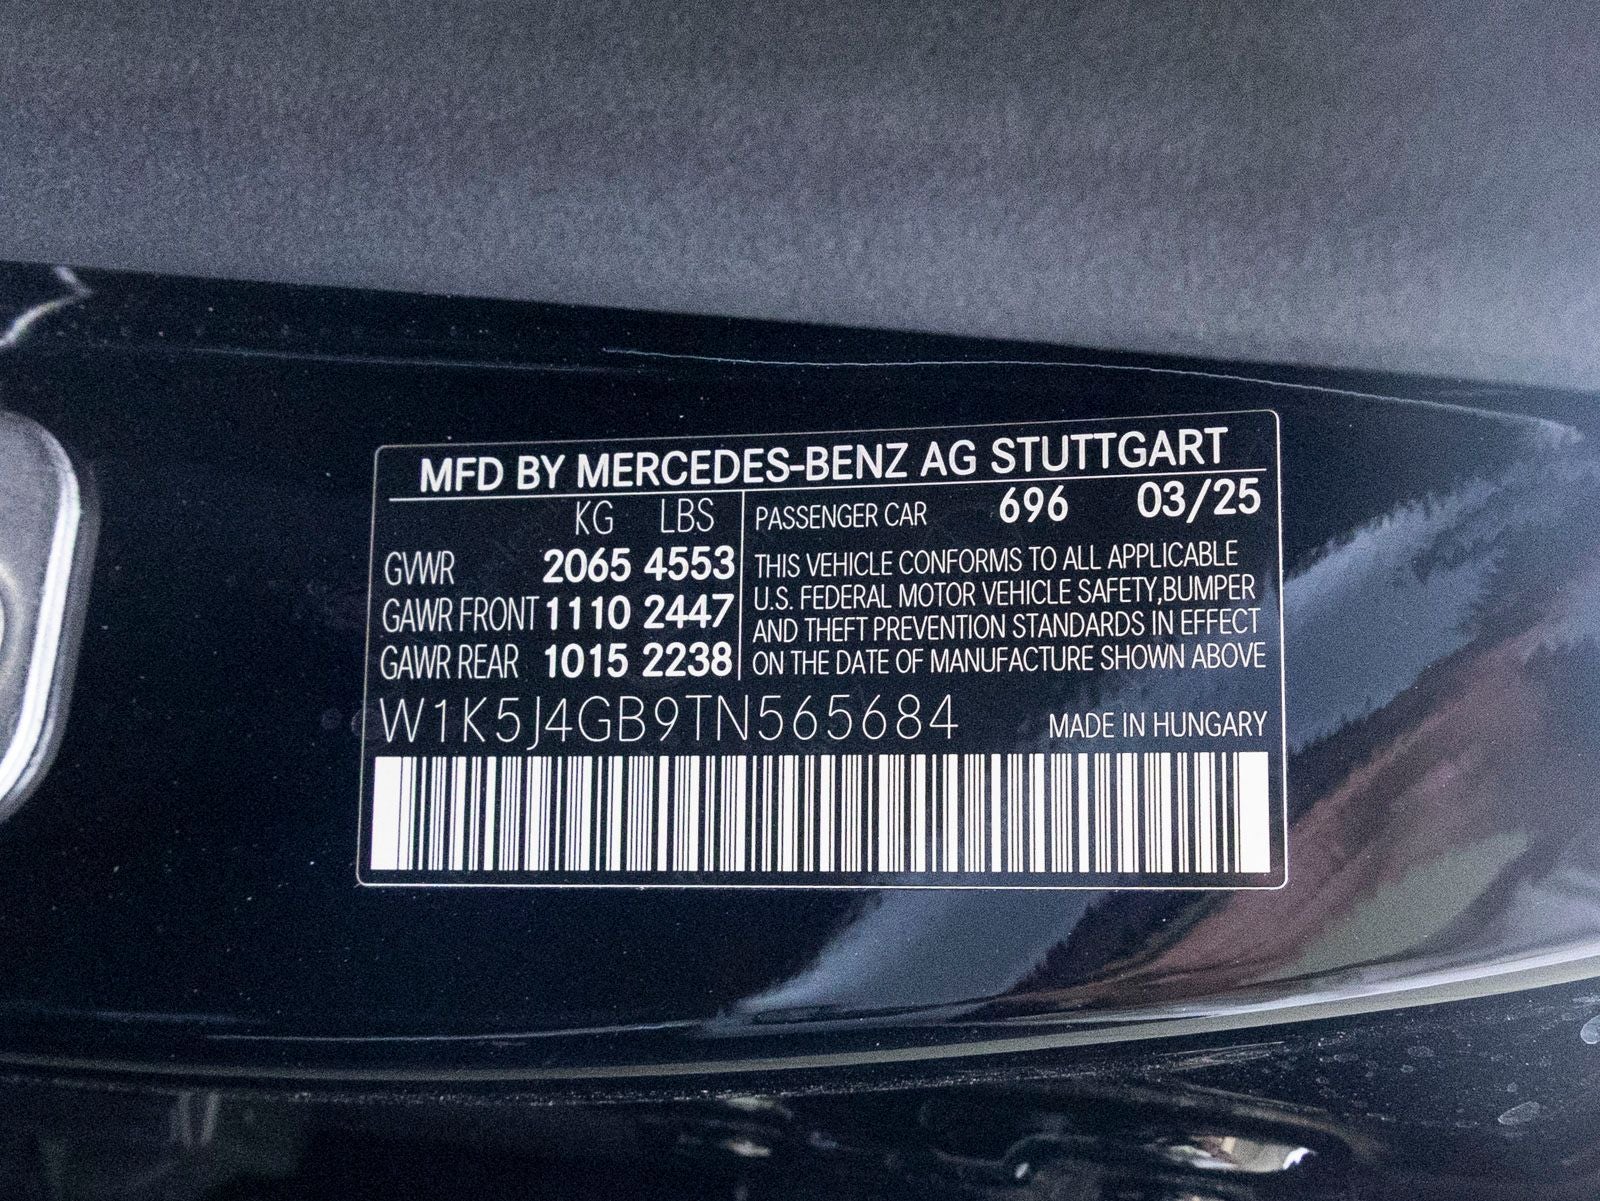 MFD BY MERCEDES-BENZ AG STUTTGART
KG LBS
GVWR 2065 4553
GAWR FRONT 1110 2447
GAWR REAR 1015 2238
PASSENGER CAR 696 03/25
THIS VEHICLE CONFORMS TO ALL APPLICABLE
U.S. FEDERAL MOTOR VEHICLE SAFETY,BUMPER
AND THEFT PREVENTION STANDARDS IN EFFECT
ON THE DATE OF MANUFACTURE SHOWN ABOVE
W1K5J4GB9TN565684 MADE IN HUNGARY